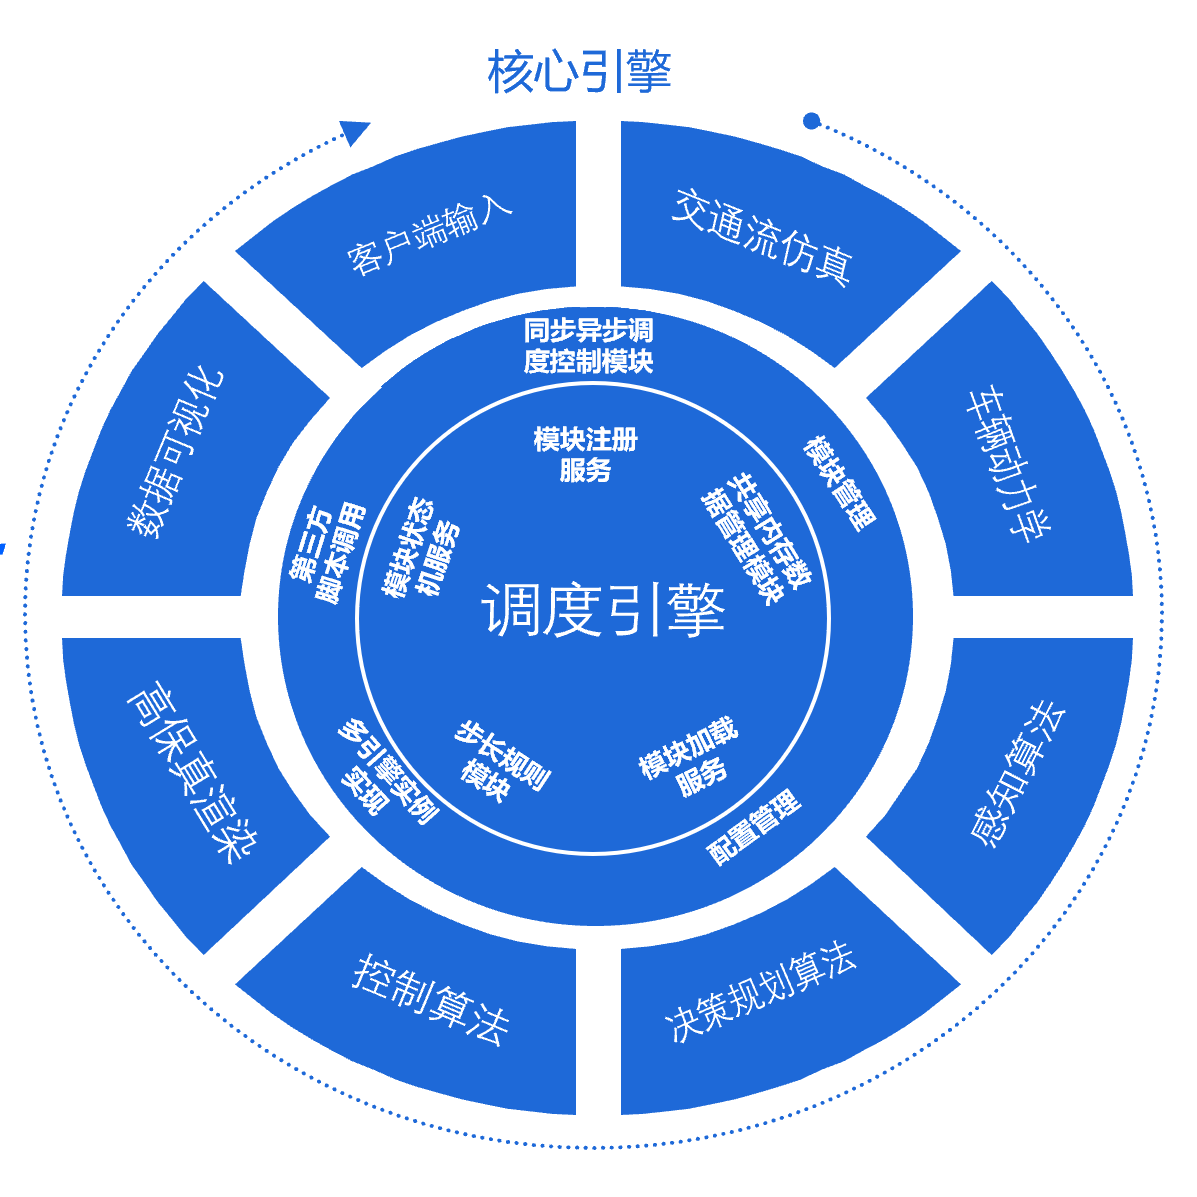 核心引擎
交通流仿真
车辆动力学
感知算法
决策规划算法
控制算法
高保真渲染
数据可视化
客户端输入
同步异步调
度控制模块
模块管理
配置管理
多引擎实例
实现
第三方
脚本调用
模块注册
服务
共享内存数
据管理模块
模块加载
服务
步长规则
模块
模块状态
机服务
调度引擎